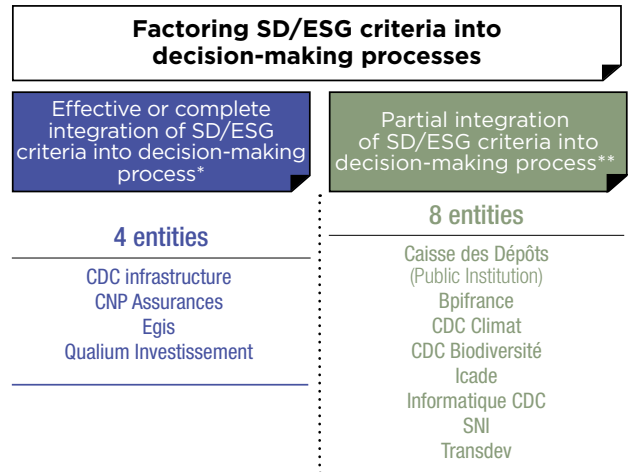 Factoring SD/ESG criteria into
decision-making processes
Effective or complete
integration of SD/ESG
criteria into decision-making
process*
4 entities
CDC infrastructure
CNP Assurances
Egis
Qualium Investissement
Partial integration
of SD/ESG criteria into
decision-making process**
8 entities
Caisse des Dépôts
(Public Institution)
Bpifrance
CDC Climat
CDC Biodiversité
Icade
Informatique CDC
SNI
Transdev